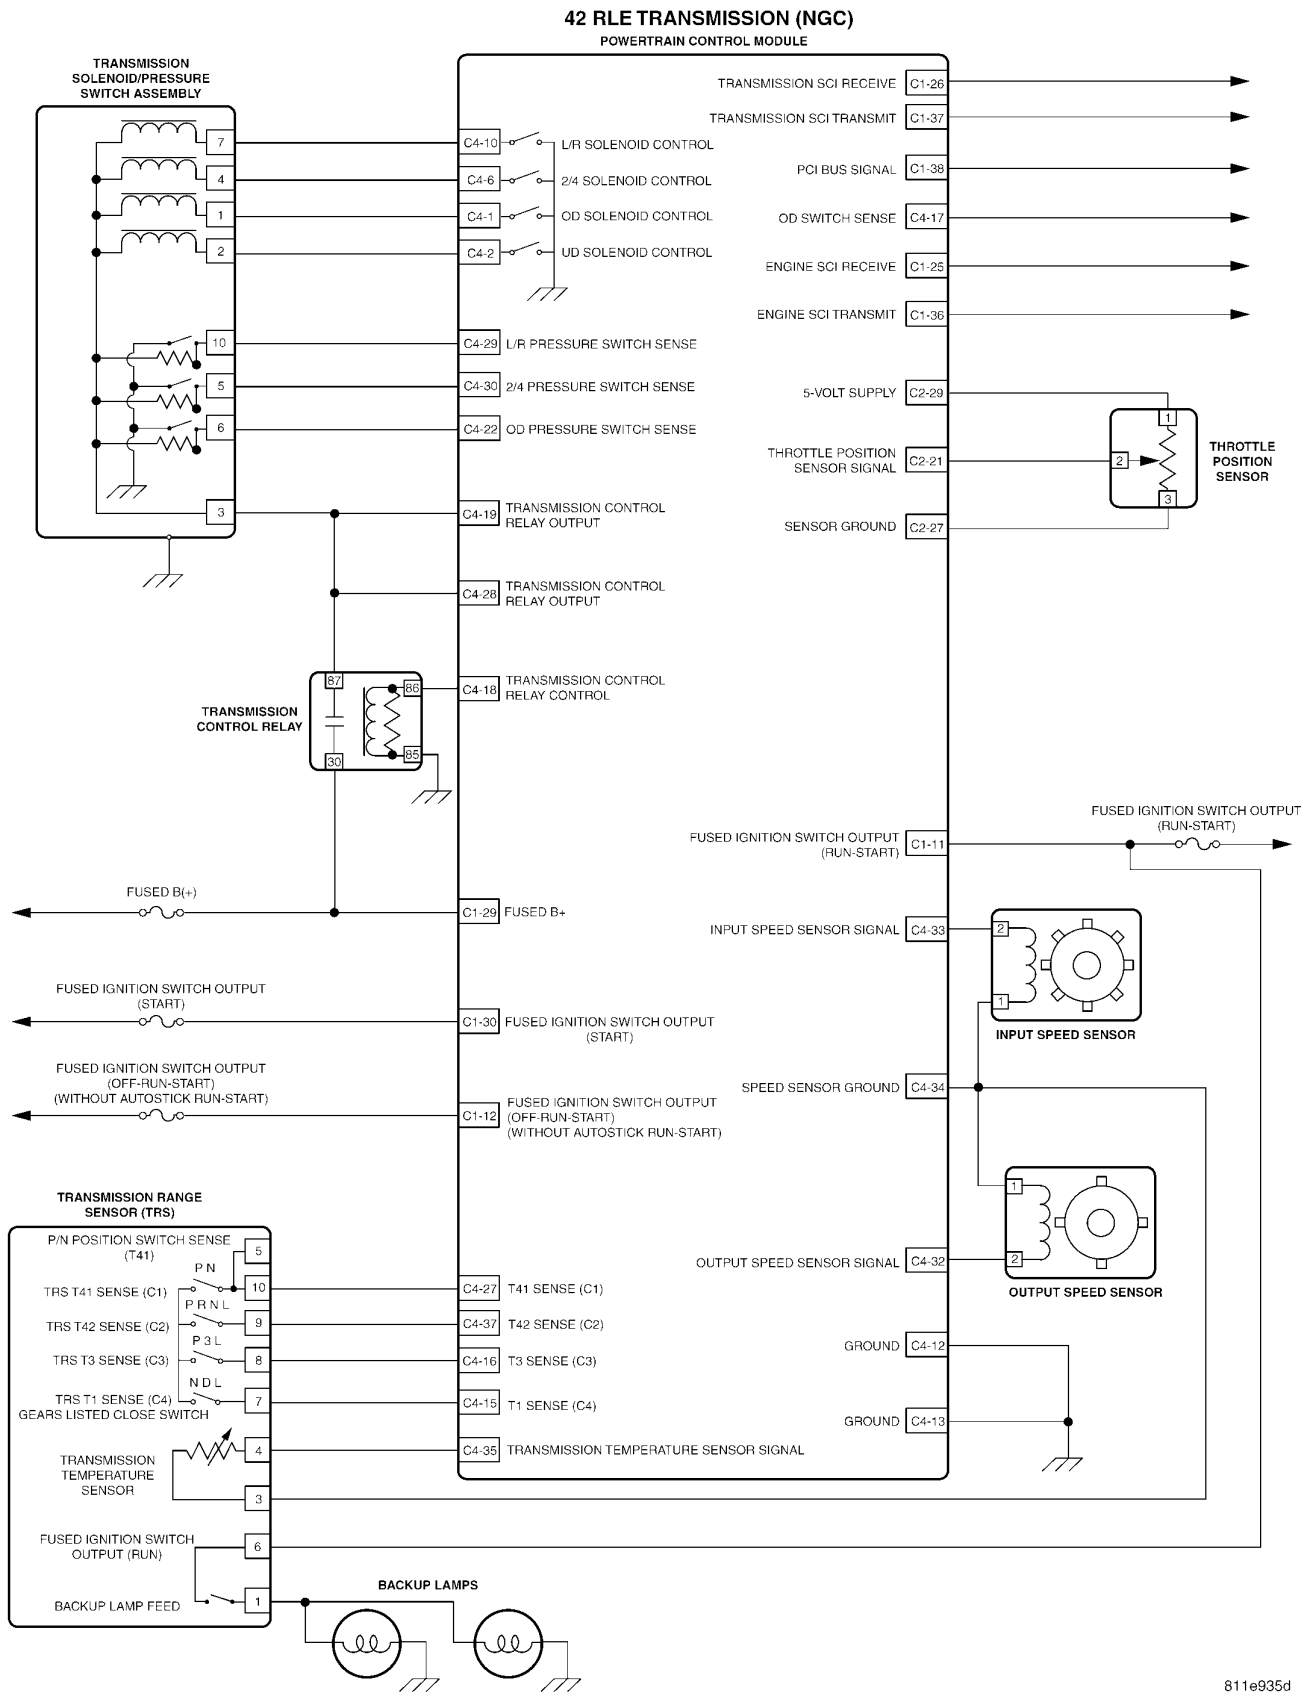 42 RLE TRANSMISSION (NGC)
POWERTRAIN CONTROL MODULE
TRANSMISSION
SOLENOID/PRESSURE
SWITCH ASSEMBLY
7
4
1
2
10
5
6
3
C4-10
L/R SOLENOID CONTROL
C4-6
2/4 SOLENOID CONTROL
C4-1
OD SOLENOID CONTROL
C4-2
UD SOLENOID CONTROL
C4-29
L/R PRESSURE SWITCH SENSE
C4-30
2/4 PRESSURE SWITCH SENSE
C4-22
OD PRESSURE SWITCH SENSE
C4-19
TRANSMISSION CONTROL
RELAY OUTPUT
C4-28
TRANSMISSION CONTROL
RELAY OUTPUT
C4-18
TRANSMISSION CONTROL
RELAY CONTROL
TRANSMISSION
CONTROL RELAY
87
86
30
85
FUSED B(+)
C1-29
FUSED B+
FUSED IGNITION SWITCH OUTPUT
(START)
C1-30
FUSED IGNITION SWITCH OUTPUT
(START)
FUSED IGNITION SWITCH OUTPUT
(OFF-RUN-START)
(WITHOUT AUTOSTICK RUN-START)
C1-12
FUSED IGNITION SWITCH OUTPUT
(OFF-RUN-START)
(WITHOUT AUTOSTICK RUN-START)
TRANSMISSION SCI RECEIVE
C1-26
TRANSMISSION SCI TRANSMIT
C1-37
PCI BUS SIGNAL
C1-38
OD SWITCH SENSE
C4-17
ENGINE SCI RECEIVE
C1-25
ENGINE SCI TRANSMIT
C1-36
5-VOLT SUPPLY
C2-29
THROTTLE POSITION
SENSOR SIGNAL
C2-21
SENSOR GROUND
C2-27
1
2
3
THROTTLE
POSITION
SENSOR
FUSED IGNITION SWITCH OUTPUT
(RUN-START)
C1-11
FUSED IGNITION SWITCH OUTPUT
(RUN-START)
INPUT SPEED SENSOR SIGNAL
C4-33
2
1
INPUT SPEED SENSOR
SPEED SENSOR GROUND
C4-34
1
2
OUTPUT SPEED SENSOR SIGNAL
C4-32
OUTPUT SPEED SENSOR
GROUND
C4-12
GROUND
C4-13
TRANSMISSION RANGE
SENSOR (TRS)
P/N POSITION SWITCH SENSE
(T41)
5
P N
TRS T41 SENSE (C1)
10
C4-27
T41 SENSE (C1)
P R N L
TRS T42 SENSE (C2)
9
C4-37
T42 SENSE (C2)
P 3 L
TRS T3 SENSE (C3)
8
C4-16
T3 SENSE (C3)
N D L
TRS T1 SENSE (C4)
7
C4-15
T1 SENSE (C4)
GEARS LISTED CLOSE SWITCH
4
C4-35
TRANSMISSION TEMPERATURE SENSOR SIGNAL
TRANSMISSION
TEMPERATURE
SENSOR
3
FUSED IGNITION SWITCH
OUTPUT (RUN)
6
BACKUP LAMP FEED
1
BACKUP LAMPS
811e935d